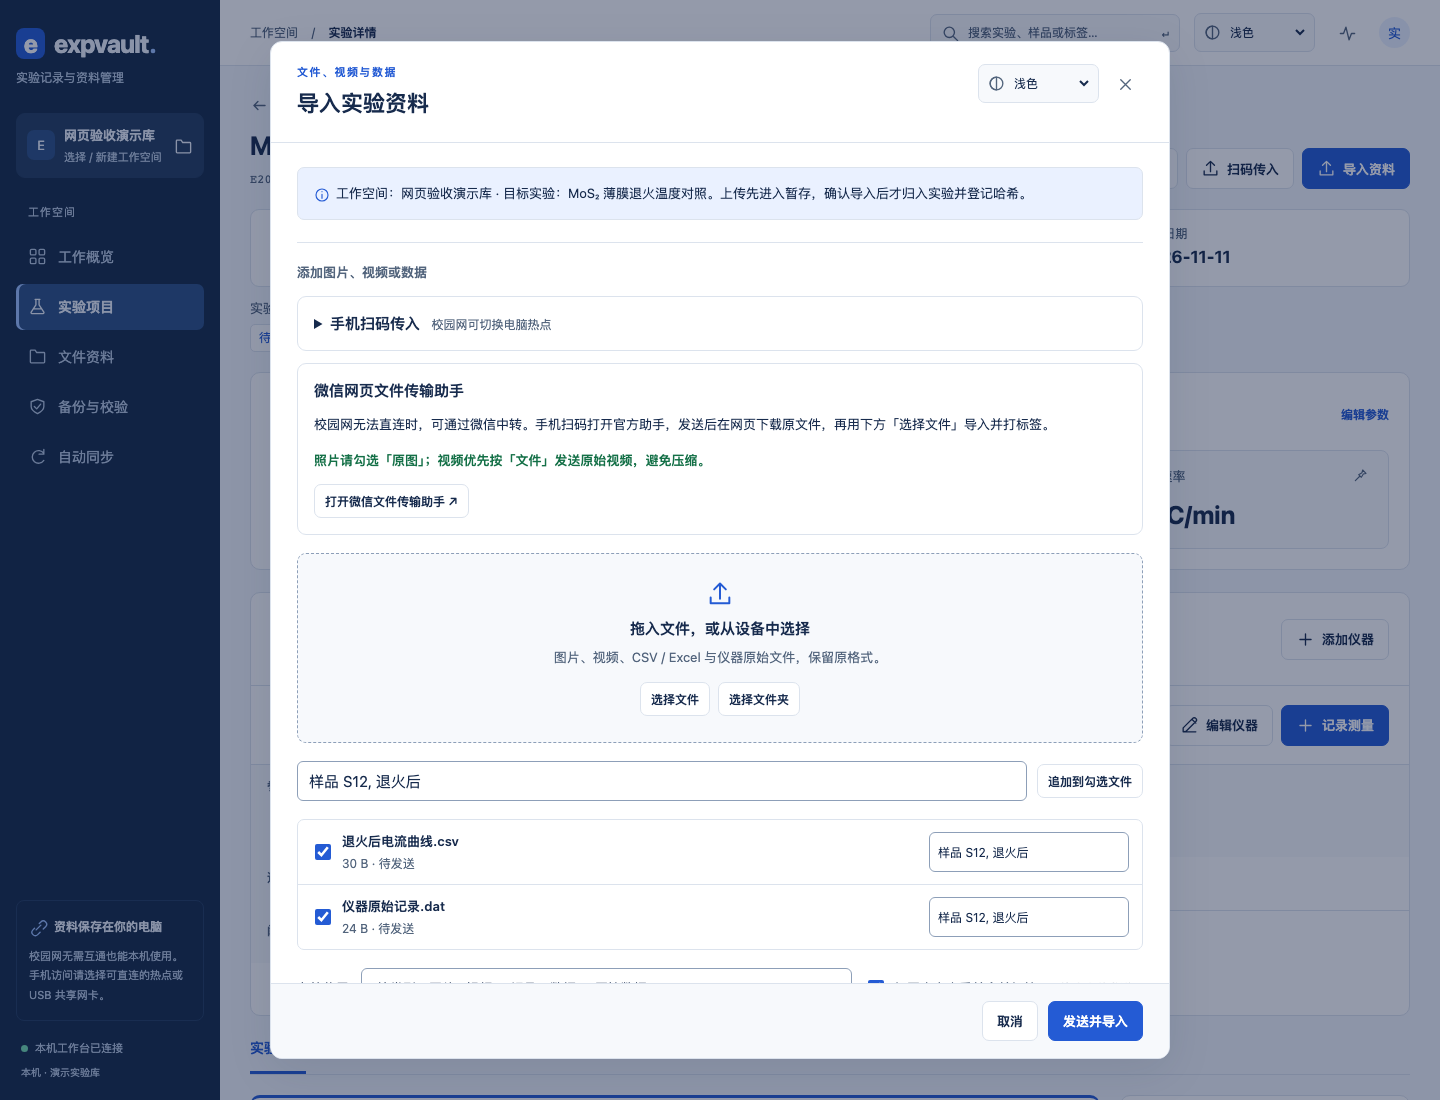 expvault.
实验记录与资料管理
E
网页验收演示库
选择 / 新建工作空间
工作空间
工作概览
实验项目
文件资料
备份与校验
自动同步
资料保存在你的电脑
校园网无需互通也能本机使用。
手机访问请选择可直连的热点或
USB 共享网卡。
本机工作台已连接
本机 · 演示实验库
工作空间 / 实验详情
搜索实验、样品或标签...
浅色
实
扫码传入
导入资料
日期
26-11-11
编辑参数
C/min
添加仪器
编辑仪器
记录测量
文件、视频与数据
导入实验资料
浅色
工作空间：网页验收演示库 · 目标实验：MoS₂ 薄膜退火温度对照。上传先进入暂存，确认导入后才归入实验并登记哈希。
添加图片、视频或数据
手机扫码传入 校园网可切换电脑热点
微信网页文件传输助手
校园网无法直连时，可通过微信中转。手机扫码打开官方助手，发送后在网页下载原文件，再用下方「选择文件」导入并打标签。
照片请勾选「原图」；视频优先按「文件」发送原始视频，避免压缩。
打开微信文件传输助手 ↗
拖入文件，或从设备中选择
图片、视频、CSV / Excel 与仪器原始文件，保留原格式。
选择文件
选择文件夹
样品 S12, 退火后
追加到勾选文件
退火后电流曲线.csv
30 B · 待发送
样品 S12, 退火后
仪器原始记录.dat
24 B · 待发送
样品 S12, 退火后
取消
发送并导入